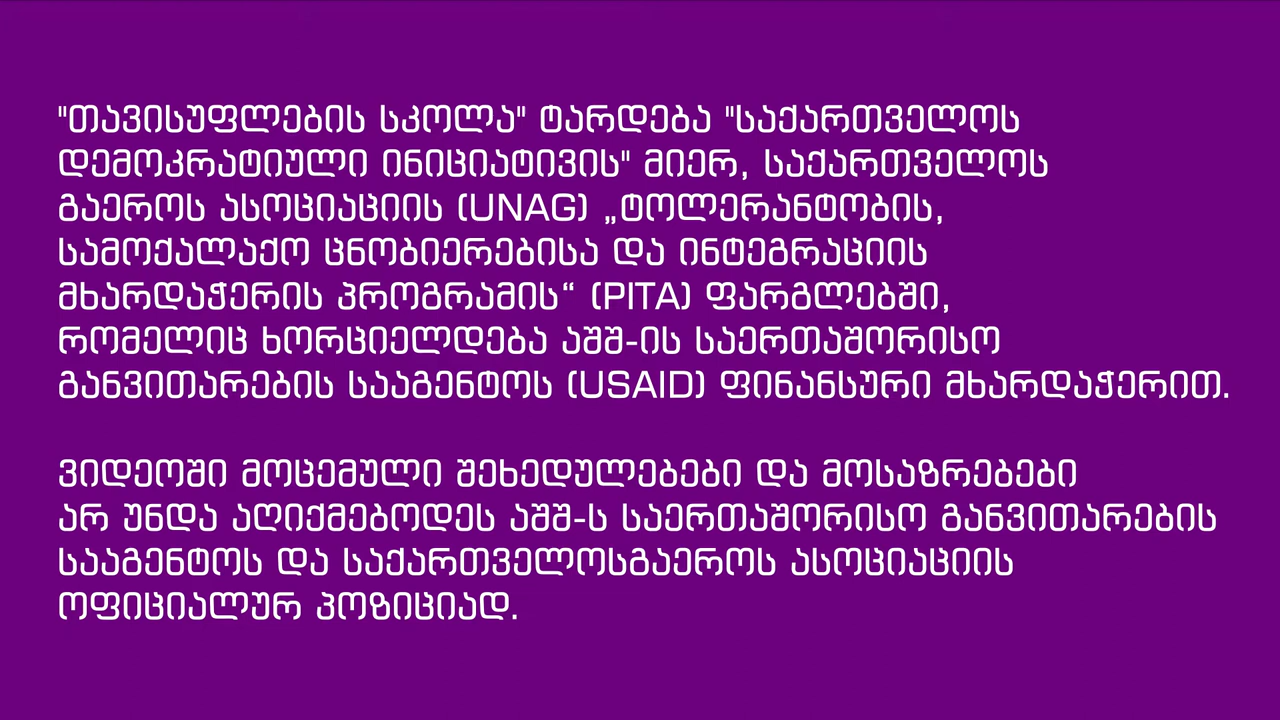 "თავისუფლების სკოლა" ტარდება "საქართველოს
დემოკრატიული ინიციატივის" მიერ, საქართველოს
გაეროს ასოციაციის (UNAG) „ტოლერანტობის,
სამოქალაქო ცნობიერებისა და ინტეგრაციის
მხარდაჭერის პროგრამის“ (PITA) ფარგლებში,
რომელიც ხორციელდება აშშ-ის საერთაშორისო
განვითარების სააგენტოს (USAID) ფინანსური მხარდაჭერით.
ვიდეოში მოცემული შეხედულებები და მოსაზრებები
არ უნდა აღიქმებოდეს აშშ-ს საერთაშორისო განვითარების
სააგენტოს და საქართველოსგაეროს ასოციაციის
ოფიციალურ პოზიციად.